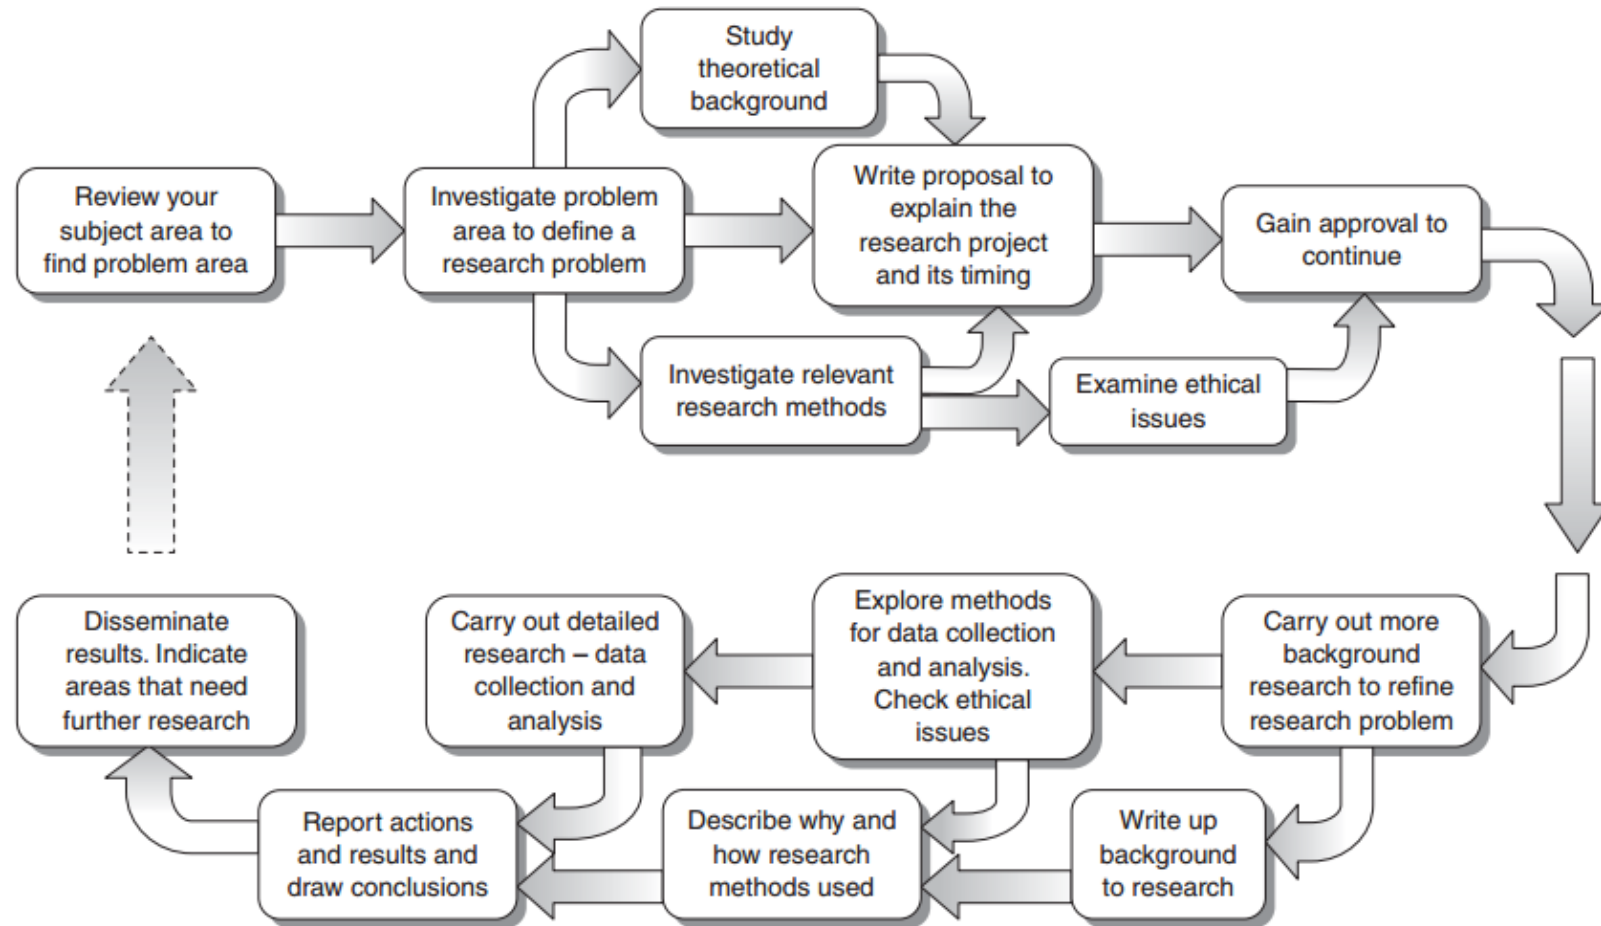 Study
theoretical
background
Review your
subject area to
find problem area
Investigate problem
area to define a
research problem
Write proposal to
explain the
research project
and its timing
Gain approval to
continue
Investigate relevant
research methods
Examine ethical
issues
Disseminate
results. Indicate
areas that need
further research
Carry out detailed
research – data
collection and
analysis
Explore methods
for data collection
and analysis.
Check ethical
issues
Carry out more
background
research to refine
research problem
Report actions
and results and
draw conclusions
Describe why and
how research
methods used
Write up
background
to research